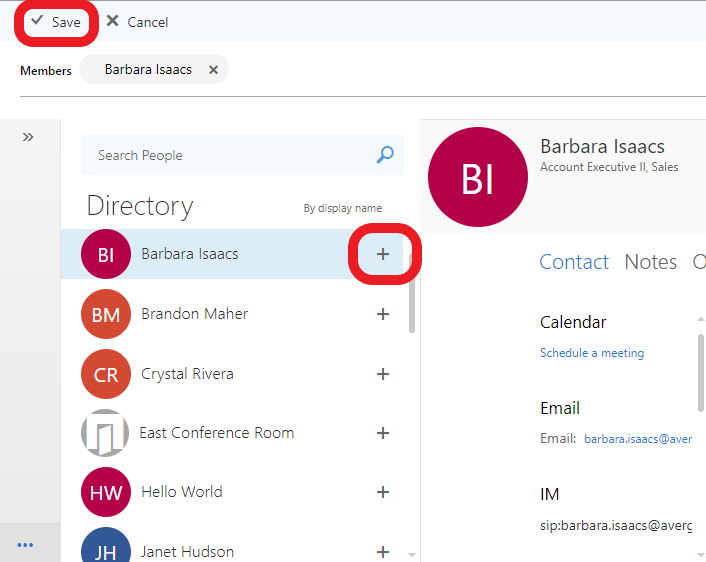 Save Cancel
Members Barbara Isaacs
»
Search People
Directory By display name
BI Barbara Isaacs +
BM Brandon Maher +
CR Crystal Rivera +
East Conference Room +
HW Hello World +
JH Janet Hudson +
...
BI
Barbara Isaacs
Account Executive II, Sales
Contact Notes O
Calendar
Schedule a meeting
Email
Email: barbara.isaacs@aver
IM
sip:barbara.isaacs@averg